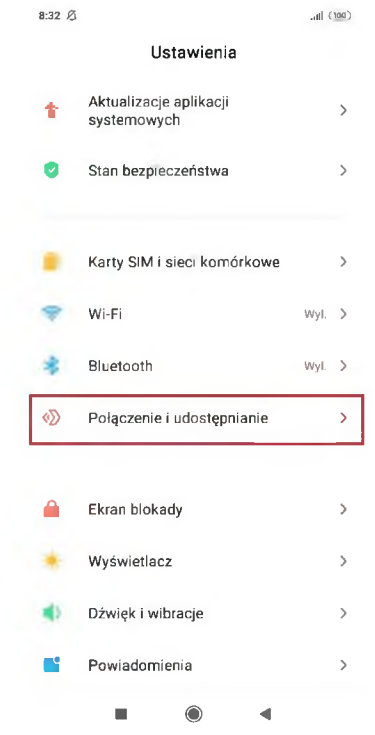 8:32
100
Ustawienia
Aktualizacje aplikacji
systemowych
Stan bezpieczeństwa
Karty SIM i sieci komórkowe
Wi-Fi
Wył.
Bluetooth
Wył.
Połączenie i udostępnianie
Ekran blokady
Wyświetlacz
Dźwięk i wibracje
Powiadomienia